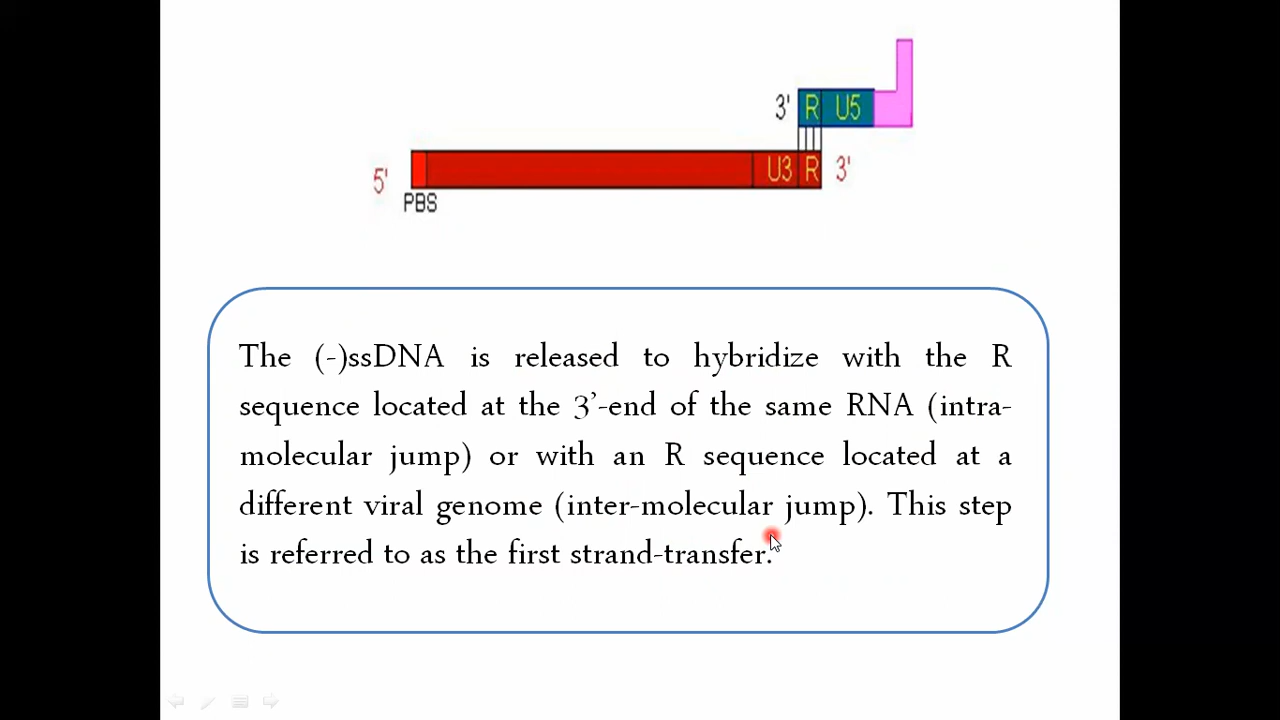 3' R U5
5' U3 R 3'
PBS
The (-)ssDNA is released to hybridize with the R
sequence located at the 3’-end of the same RNA (intra-
molecular jump) or with an R sequence located at a
different viral genome (inter-molecular jump). This step
is referred to as the first strand-transfer.